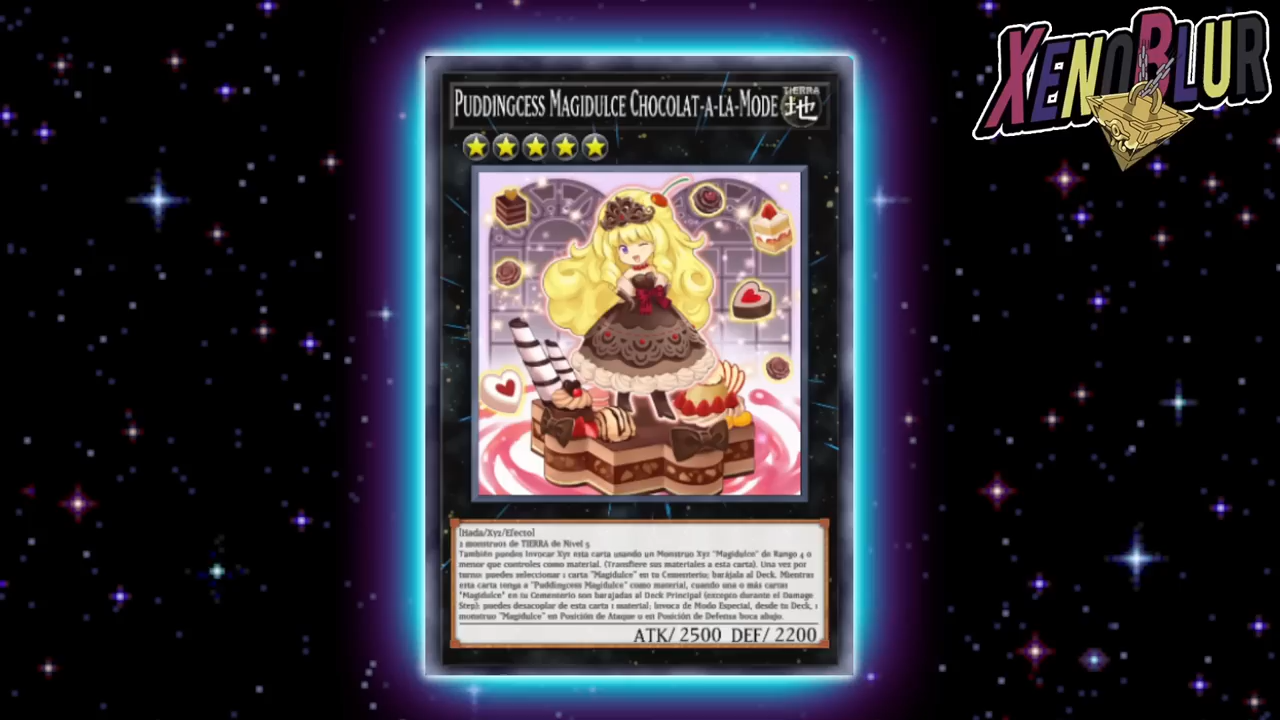 XENOBLUR
PUDDINGCESS MAGIDULCE CHOCOLAT-A-LA-MODE
TIERRA
地
[Hada/Xyz/Efecto]
2 monstruos de TIERRA de Nivel 5
También puedes Invocar Xyz esta carta usando un Monstruo Xyz "Magidulce" de Rango 4 o
menor que controles como material. (Transfiere sus materiales a esta carta). Una vez por
turno: puedes seleccionar 1 carta "Magidulce" en tu Cementerio; barájala al Deck. Mientras
esta carta tenga a "Puddingcess Magidulce" como material, cuando una o más cartas
"Magidulce" en tu Cementerio son barajadas al Deck Principal (excepto durante el Damage
Step): puedes desacoplar de esta carta 1 material; Invoca de Modo Especial, desde tu Deck, 1
monstruo "Magidulce" en Posición de Ataque o en Posición de Defensa boca abajo.
ATK/ 2500 DEF/ 2200